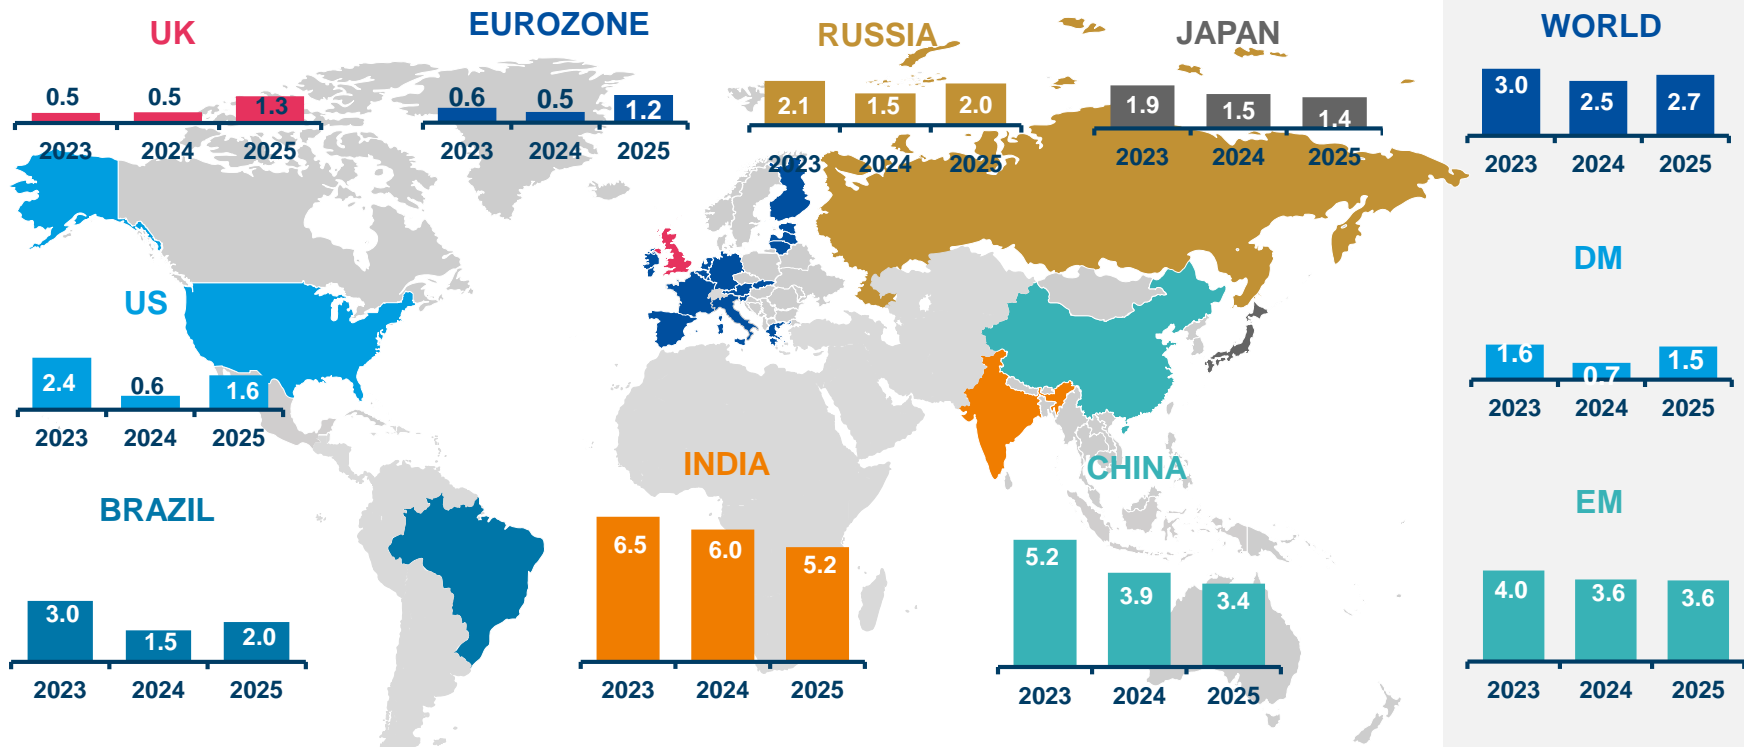 UK
0.5 0.5 1.3
2023 2024 2025
EUROZONE
0.6 0.5 1.2
2023 2024 2025
RUSSIA
2.1 1.5 2.0
2023 2024 2025
JAPAN
1.9 1.5 1.4
2023 2024 2025
WORLD
3.0 2.5 2.7
2023 2024 2025
US
2.4 0.6 1.6
2023 2024 2025
DM
1.6 0.7 1.5
2023 2024 2025
BRAZIL
3.0 1.5 2.0
2023 2024 2025
INDIA
6.5 6.0 5.2
2023 2024 2025
CHINA
5.2 3.9 3.4
2023 2024 2025
EM
4.0 3.6 3.6
2023 2024 2025